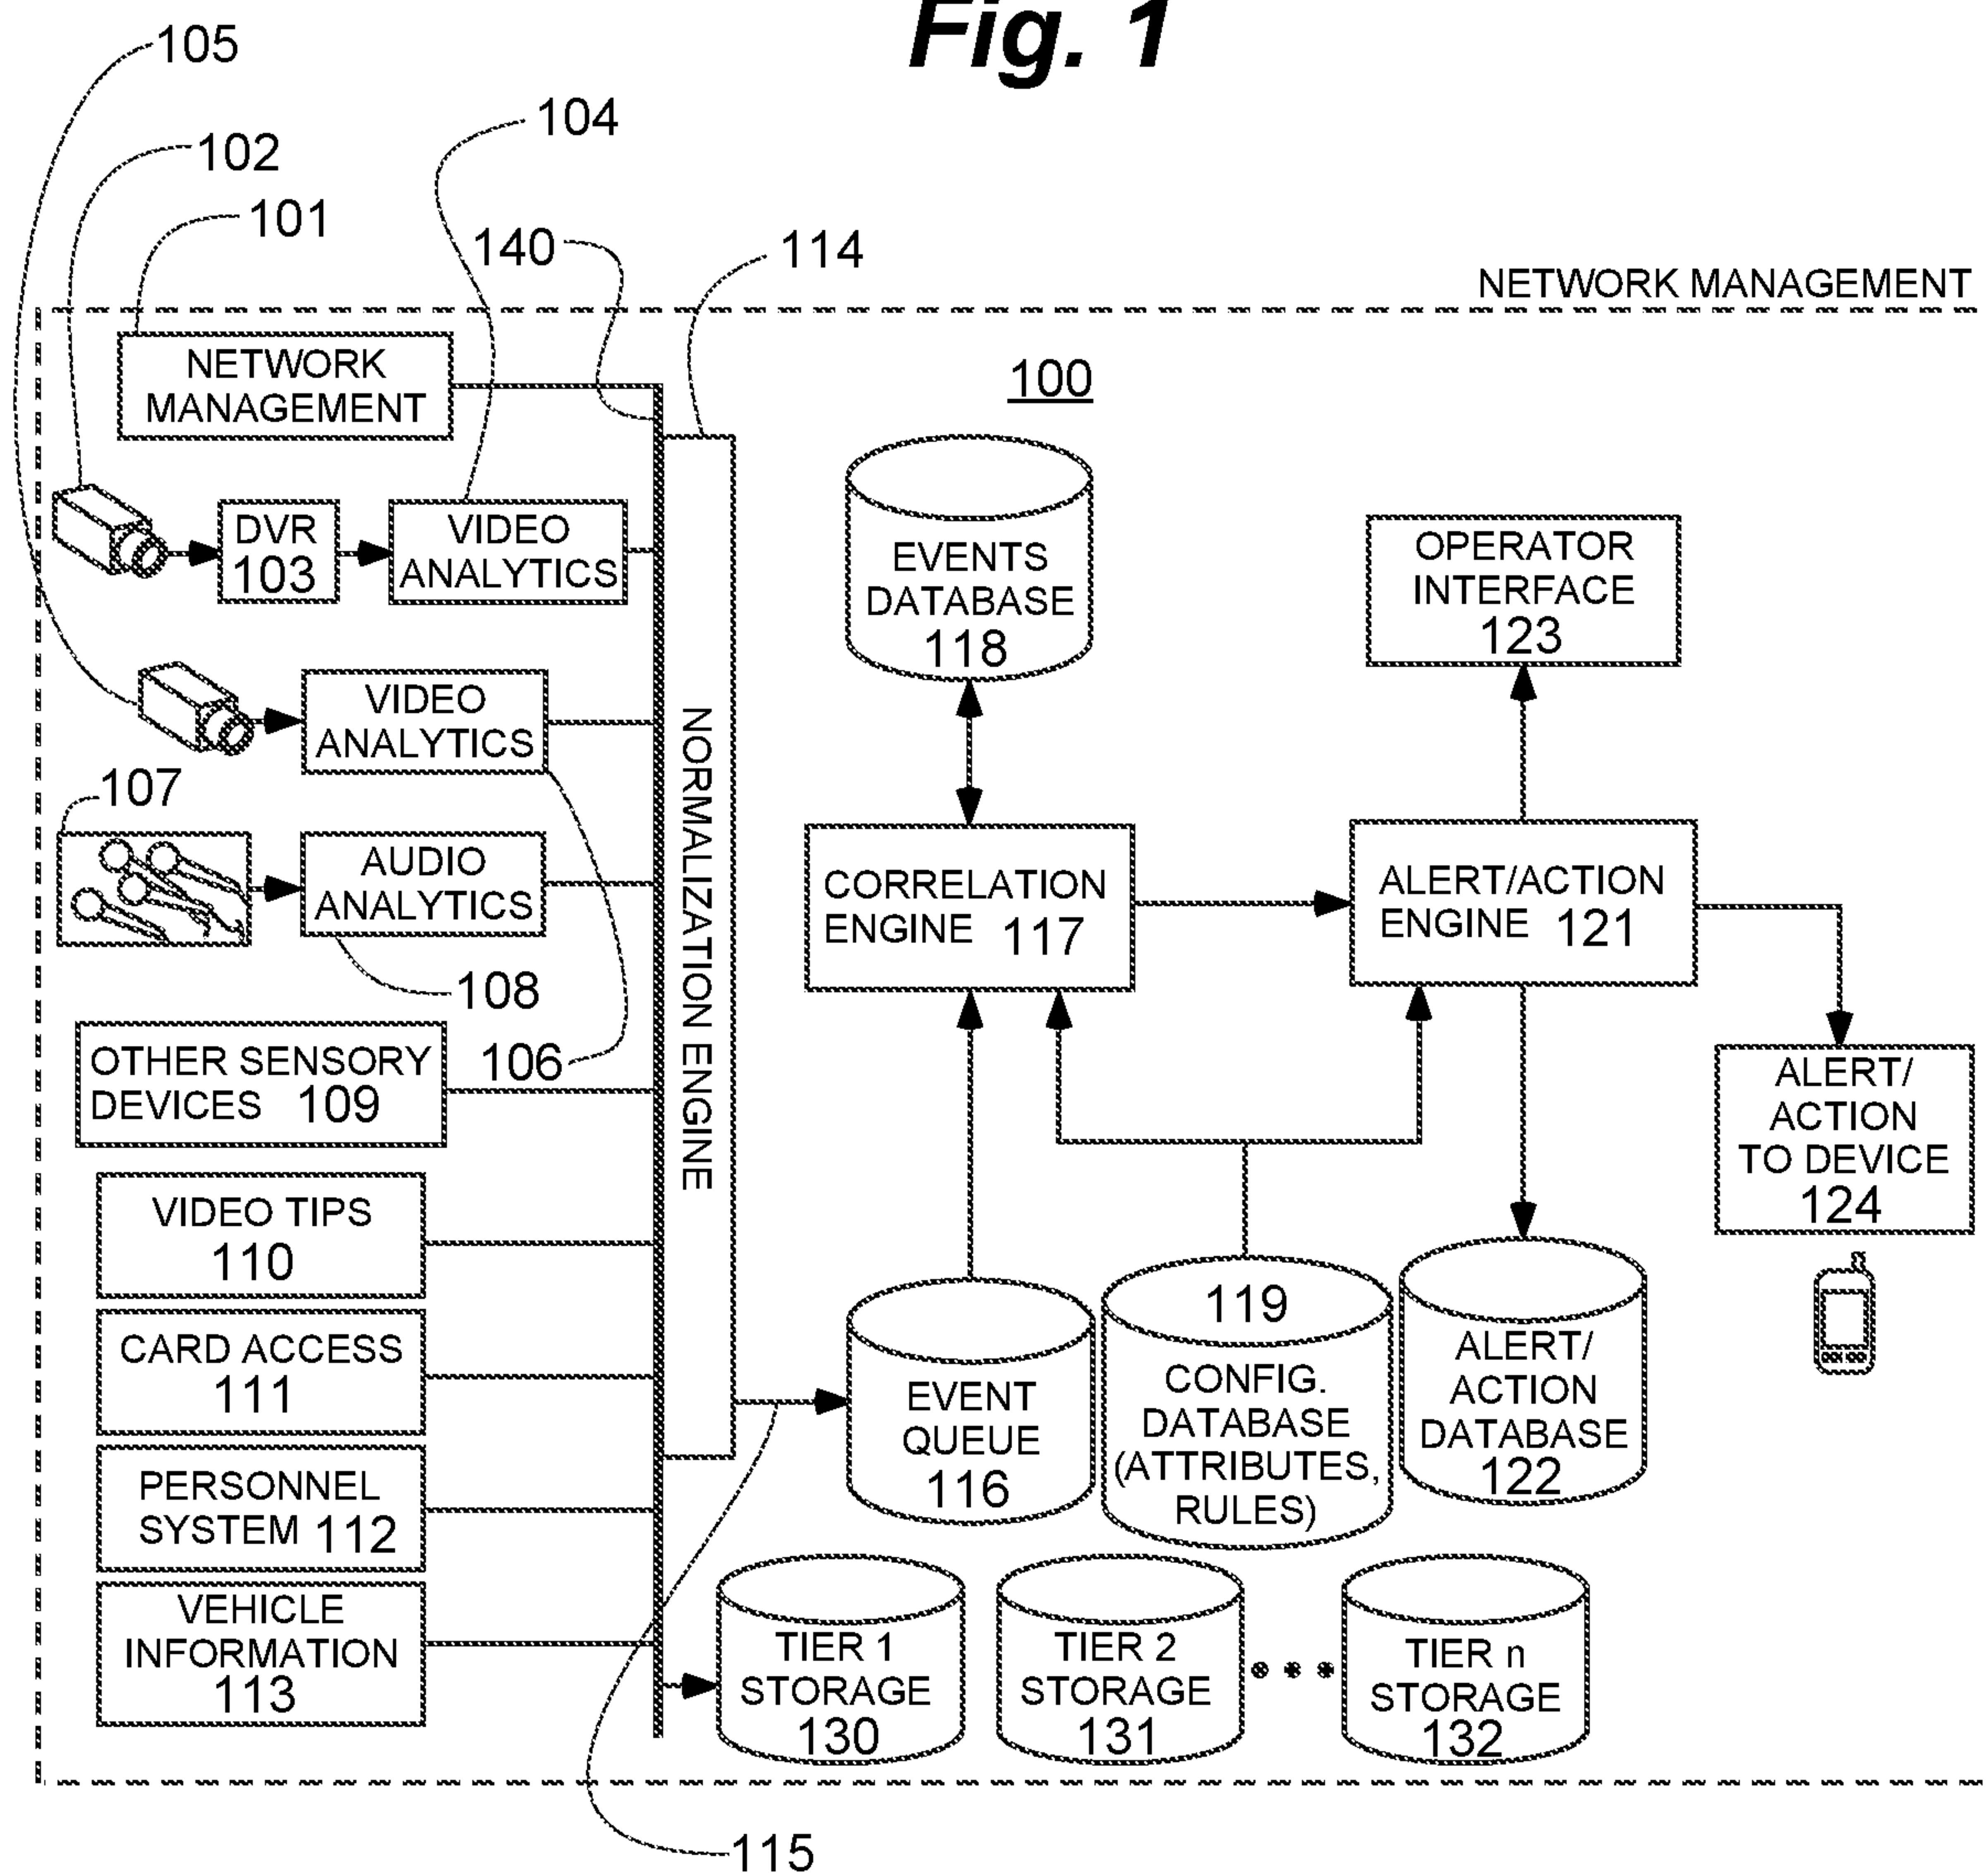 Fig. 1
105
104
102
101
140
114
NETWORK MANAGEMENT
NETWORK
MANAGEMENT
100
DVR
103
VIDEO
ANALYTICS
EVENTS
DATABASE
118
OPERATOR
INTERFACE
123
VIDEO
ANALYTICS
NORMALIZATION ENGINE
107
AUDIO
ANALYTICS
CORRELATION
ENGINE 117
ALERT/ACTION
ENGINE 121
108
106
OTHER SENSORY
DEVICES 109
ALERT/
ACTION
TO DEVICE
124
VIDEO TIPS
110
CARD ACCESS
111
EVENT
QUEUE
116
119
CONFIG.
DATABASE
(ATTRIBUTES,
RULES)
ALERT/
ACTION
DATABASE
122
PERSONNEL
SYSTEM 112
VEHICLE
INFORMATION
113
TIER 1
STORAGE
130
TIER 2
STORAGE
131
TIER n
STORAGE
132
115